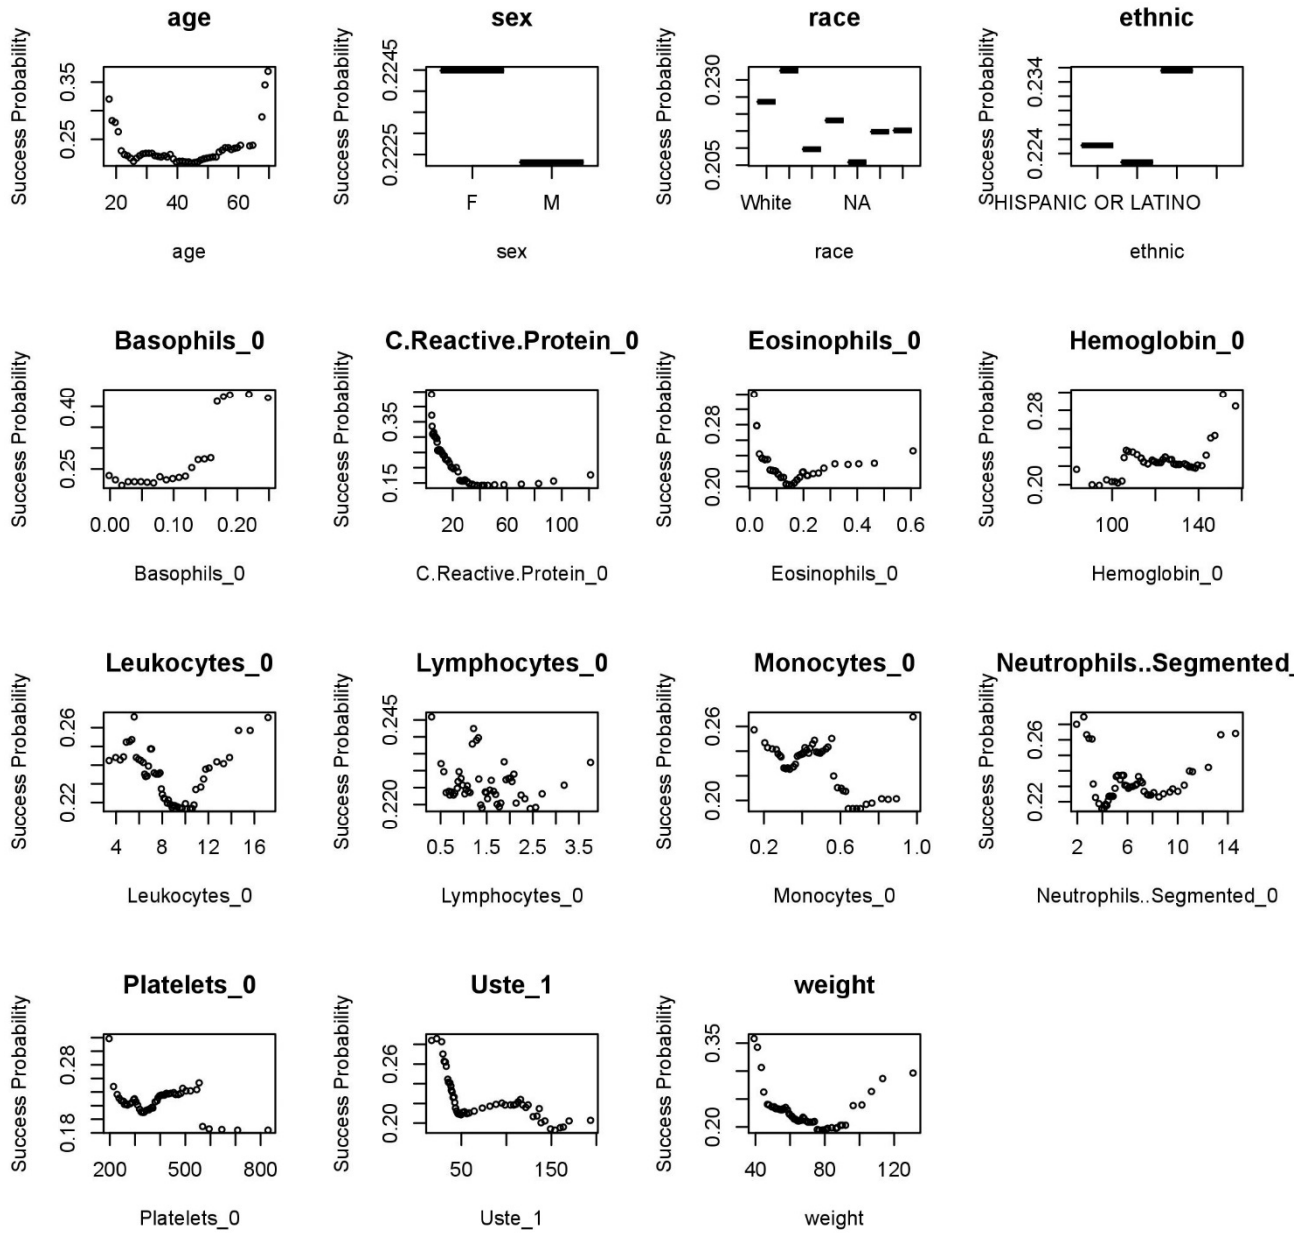 age
Success Probability
0.35
0.25
20 40 60
age
sex
Success Probability
0.2245
0.2225
F M
sex
race
Success Probability
0.230
0.205
White NA
race
ethnic
Success Probability
0.234
0.224
HISPANIC OR LATINO
ethnic
Basophils_0
Success Probability
0.40
0.25
0.00 0.10 0.20
Basophils_0
C.Reactive.Protein_0
Success Probability
0.35
0.15
20 60 100
C.Reactive.Protein_0
Eosinophils_0
Success Probability
0.28
0.20
0.0 0.2 0.4 0.6
Eosinophils_0
Hemoglobin_0
Success Probability
0.28
0.20
100 140
Hemoglobin_0
Leukocytes_0
Success Probability
0.26
0.22
4 8 12 16
Leukocytes_0
Lymphocytes_0
Success Probability
0.245
0.220
0.5 1.5 2.5 3.5
Lymphocytes_0
Monocytes_0
Success Probability
0.26
0.20
0.2 0.6 1.0
Monocytes_0
Neutrophils..Segmented_
Success Probability
0.26
0.22
2 6 10 14
Neutrophils..Segmented_0
Platelets_0
Success Probability
0.28
0.18
200 500 800
Platelets_0
Uste_1
Success Probability
0.26
0.20
50 150
Uste_1
weight
Success Probability
0.35
0.20
40 80 120
weight